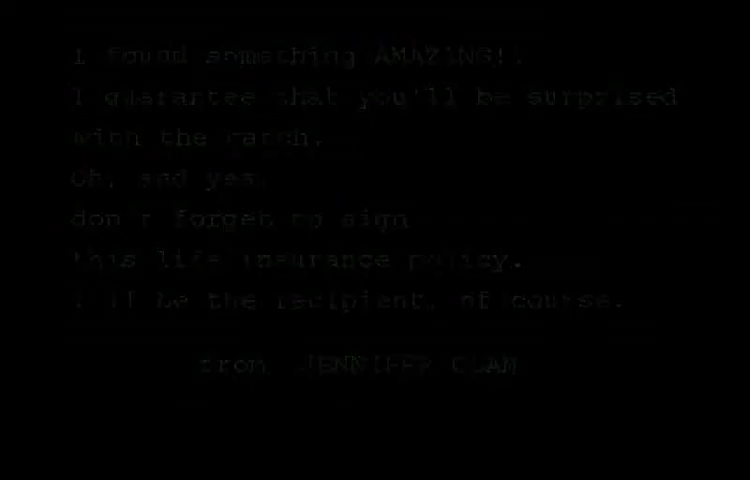 I found something AMAZING!!
I guarantee that you'll be surprised
with the catch.
Oh, and yes
don't forget to sign
this life insurance policy.
I'll be the recipient, of course.
from JENNIFER CLAM